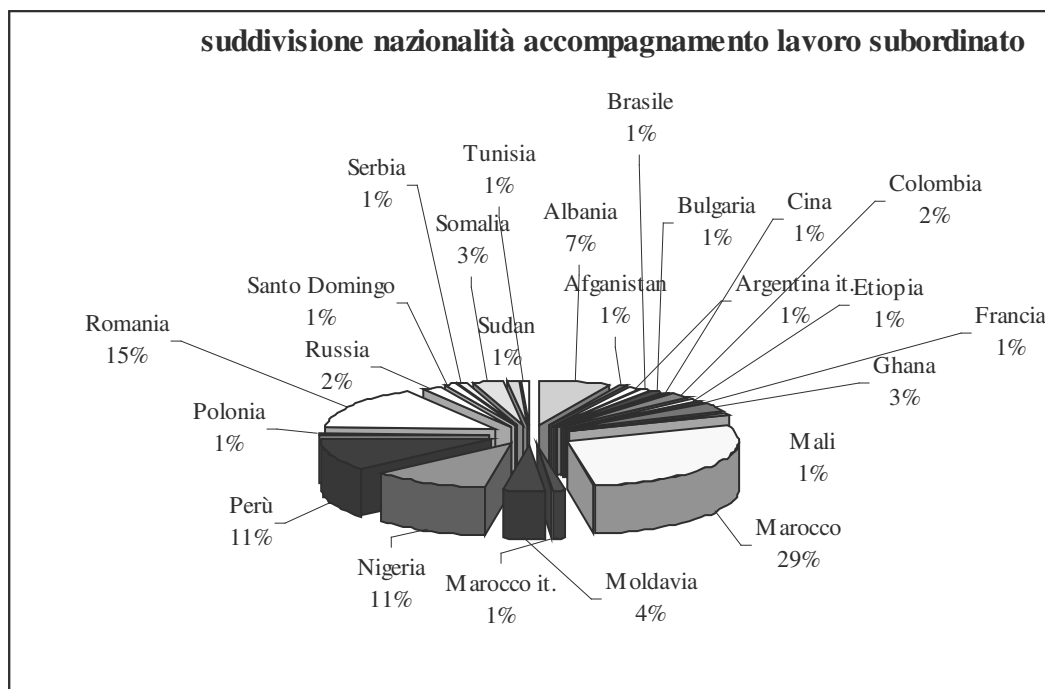 suddivisione nazionalità accompagnamento lavoro subordinato
Brasile
1%
Tunisia
1%
Serbia
1%
Colombia
2%
Cina
1%
Bulgaria
1%
Albania
7%
Somalia
3%
Afganistan
1%
Argentina it.
1%
Etiopia
1%
Santo Domingo
1%
Francia
1%
Romania
15%
Sudan
1%
Russia
2%
Ghana
3%
Polonia
1%
Mali
1%
Perù
11%
Marocco
29%
Nigeria
11%
Marocco it.
1%
Moldavia
4%